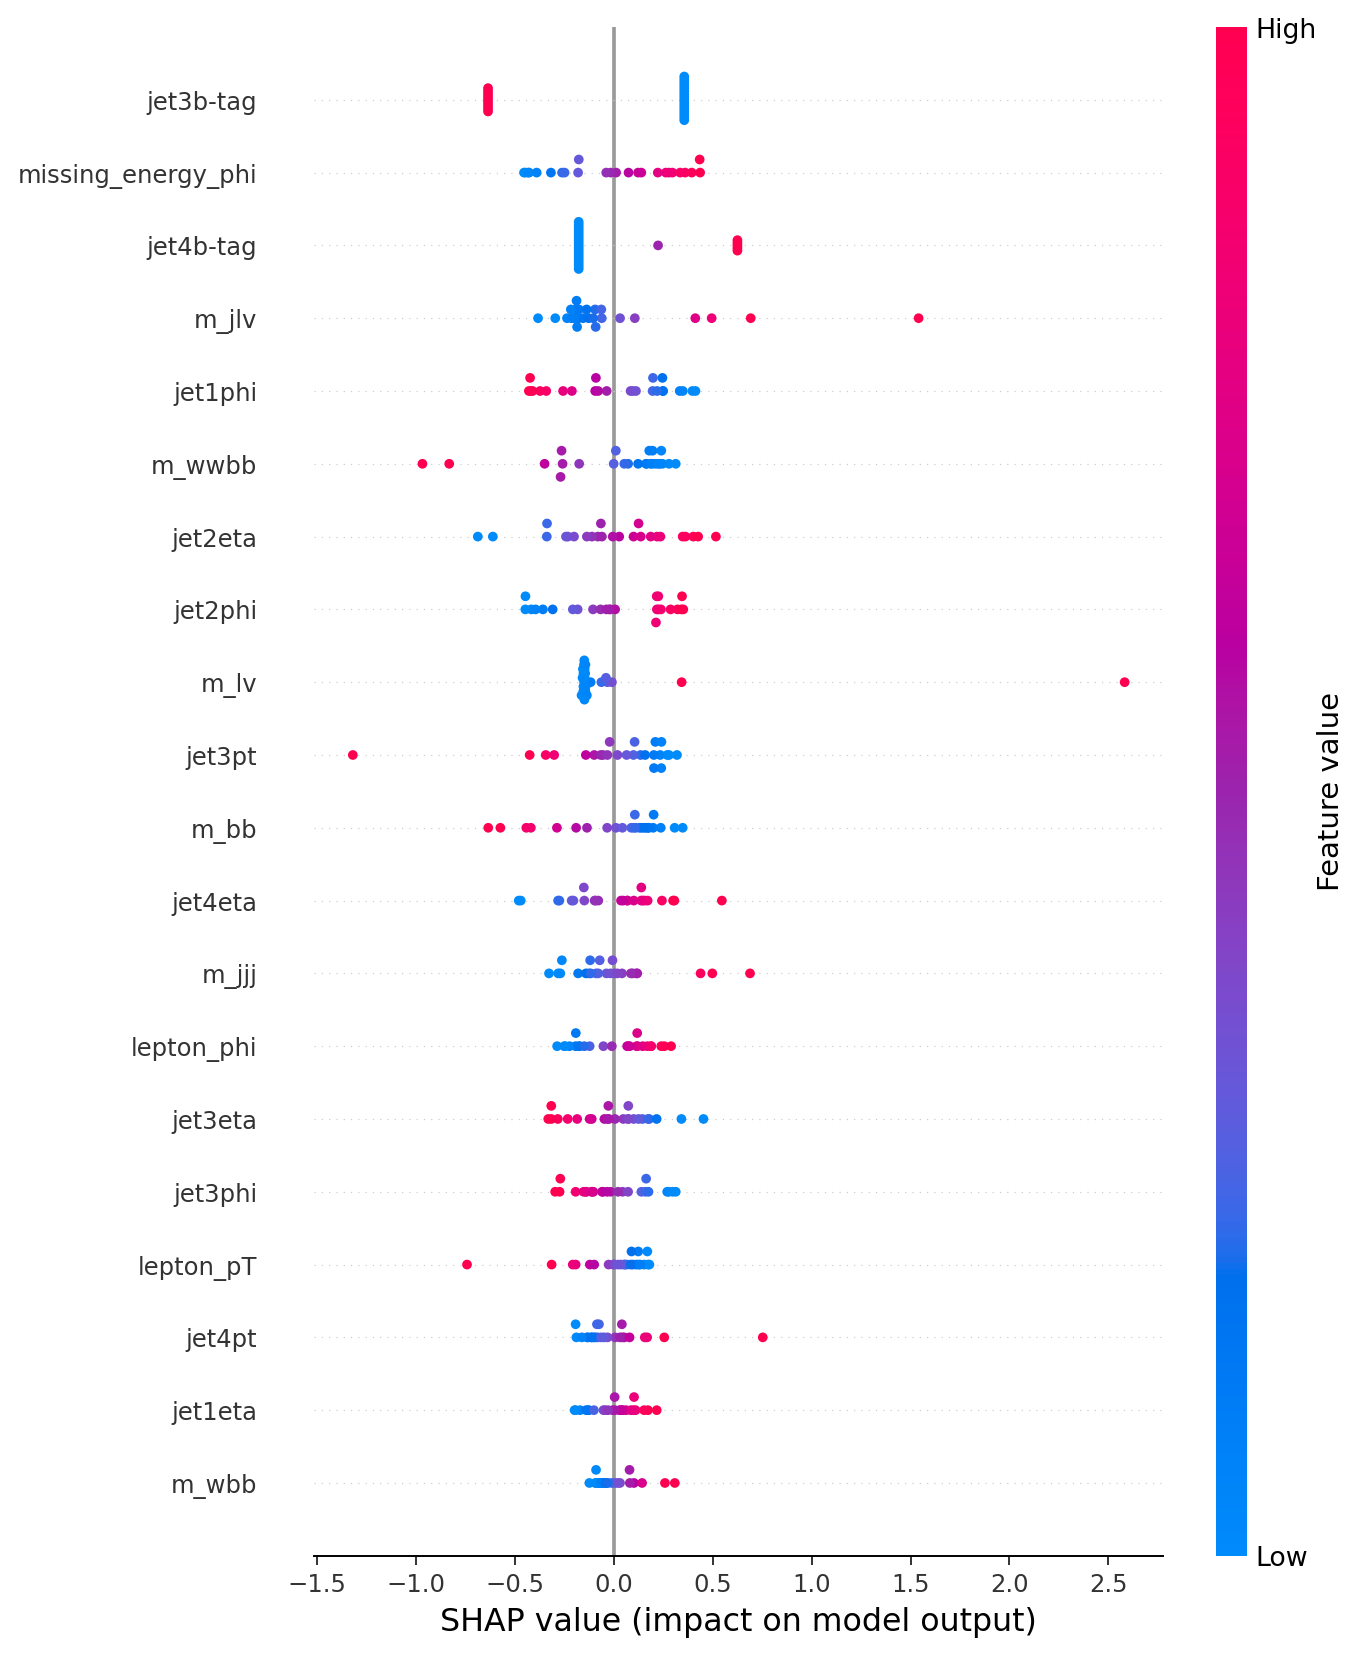 High
jet3b-tag
missing_energy_phi
jet4b-tag
m_jlv
jet1phi
m_wwbb
jet2eta
jet2phi
m_lv
jet3pt
m_bb
jet4eta
m_jjj
lepton_phi
jet3eta
jet3phi
lepton_pT
jet4pt
jet1eta
m_wbb
Feature value
Low
−1.5 −1.0 −0.5 0.0 0.5 1.0 1.5 2.0 2.5
SHAP value (impact on model output)